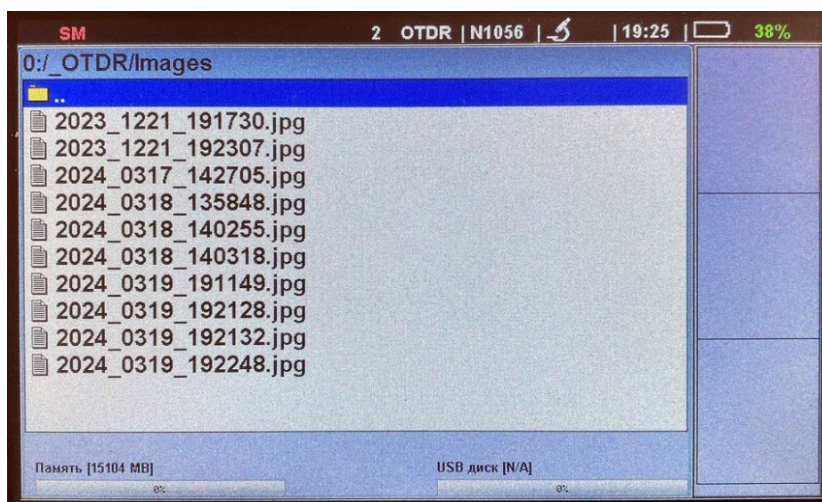 SM 2 OTDR | N1056 | | 19:25 | 38%
0:/_OTDR/Images
..
2023_1221_191730.jpg
2023_1221_192307.jpg
2024_0317_142705.jpg
2024_0318_135848.jpg
2024_0318_140255.jpg
2024_0318_140318.jpg
2024_0319_191149.jpg
2024_0319_192128.jpg
2024_0319_192132.jpg
2024_0319_192248.jpg
Память [15104 MB] USB диск [N/A]
0% 0%